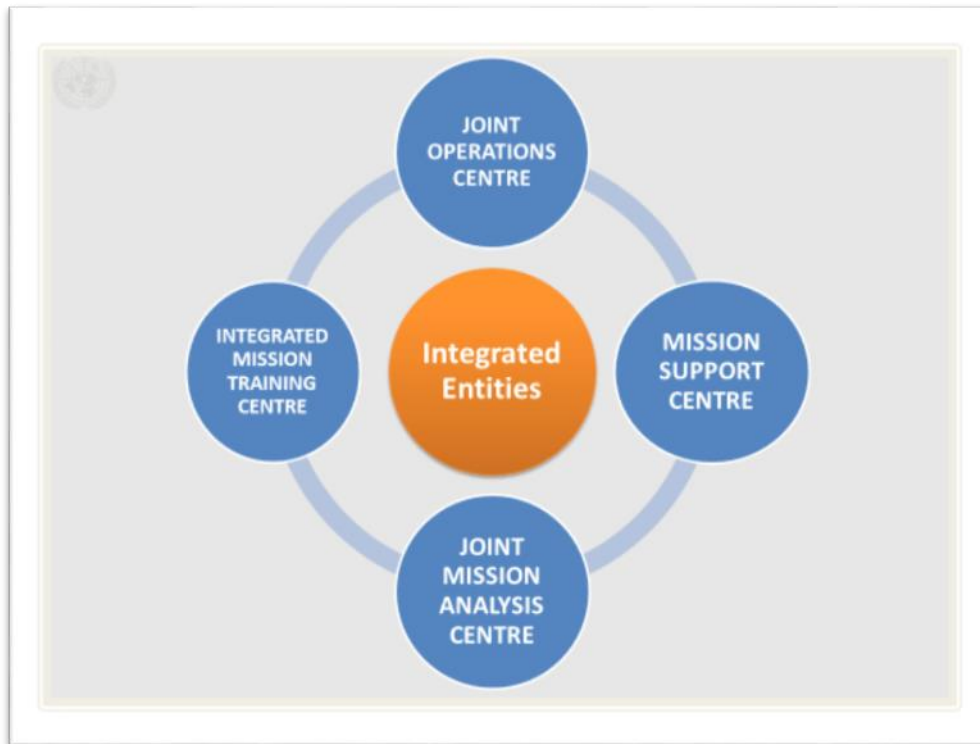 JOINT
OPERATIONS
CENTRE
INTEGRATED
MISSION
TRAINING
CENTRE
Integrated
Entities
MISSION
SUPPORT
CENTRE
JOINT
MISSION
ANALYSIS
CENTRE